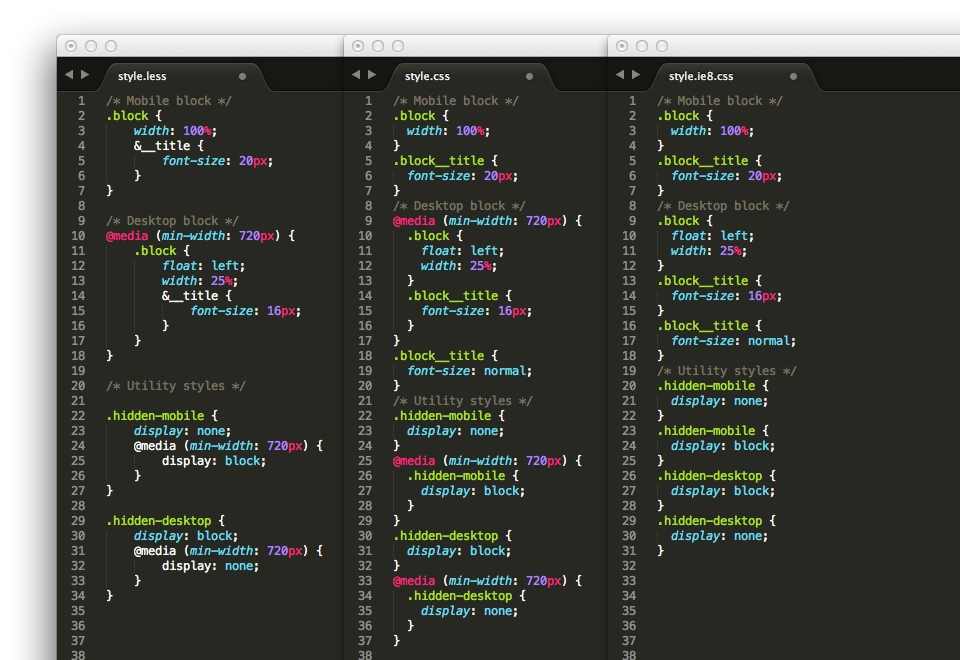 style.less
1 /* Mobile block */
2 .block {
3 width: 100%;
4 &__title {
5 font-size: 20px;
6 }
7 }
8
9 /* Desktop block */
10 @media (min-width: 720px) {
11 .block {
12 float: left;
13 width: 25%;
14 &__title {
15 font-size: 16px;
16 }
17 }
18 }
19
20 /* Utility styles */
21
22 .hidden-mobile {
23 display: none;
24 @media (min-width: 720px) {
25 display: block;
26 }
27 }
28
29 .hidden-desktop {
30 display: block;
31 @media (min-width: 720px) {
32 display: none;
33 }
34 }
35
36
37
38
style.css
1 /* Mobile block */
2 .block {
3 width: 100%;
4 }
5 .block__title {
6 font-size: 20px;
7 }
8 /* Desktop block */
9 @media (min-width: 720px) {
10 .block {
11 float: left;
12 width: 25%;
13 }
14 .block__title {
15 font-size: 16px;
16 }
17 }
18 .block__title {
19 font-size: normal;
20 }
21 /* Utility styles */
22 .hidden-mobile {
23 display: none;
24 }
25 @media (min-width: 720px) {
26 .hidden-mobile {
27 display: block;
28 }
29 }
30 .hidden-desktop {
31 display: block;
32 }
33 @media (min-width: 720px) {
34 .hidden-desktop {
35 display: none;
36 }
37 }
38
style.ie8.css
1 /* Mobile block */
2 .block {
3 width: 100%;
4 }
5 .block__title {
6 font-size: 20px;
7 }
8 /* Desktop block */
9 .block {
10 float: left;
11 width: 25%;
12 }
13 .block__title {
14 font-size: 16px;
15 }
16 .block__title {
17 font-size: normal;
18 }
19 /* Utility styles */
20 .hidden-mobile {
21 display: none;
22 }
23 .hidden-mobile {
24 display: block;
25 }
26 .hidden-desktop {
27 display: block;
28 }
29 .hidden-desktop {
30 display: none;
31 }
32
33
34
35
36
37
38